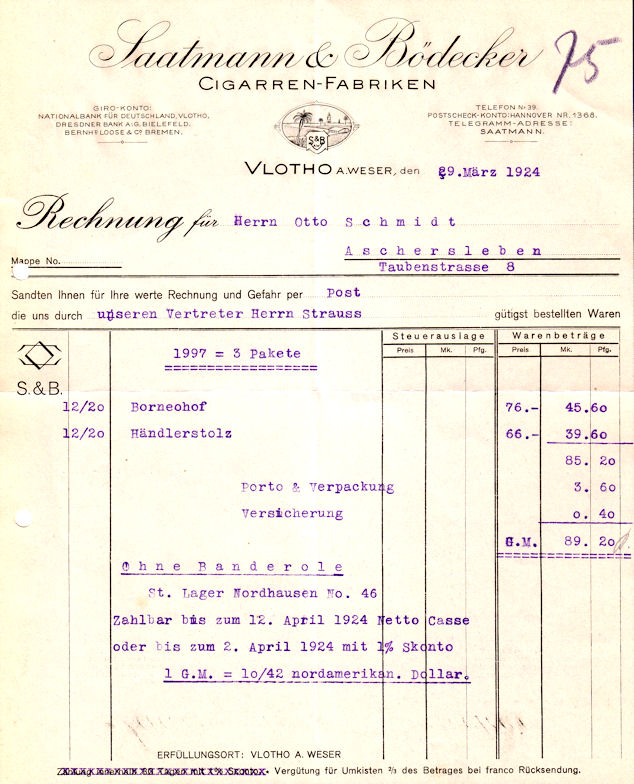 Saatmann & Bödecker
75
CIGARREN-FABRIKEN
GIRO-KONTO:
NATIONALBANK FÜR DEUTSCHLAND, VLOTHO,
DRESDNER BANK A:G, BIELEFELD.
BERNHD LOOSE & CO BREMEN.
S&B
TELEFON No 39.
POSTSCHECK-KONTO: HANNOVER NR. 1368.
TELEGRAMM-ADRESSE:
SAATMANN.
VLOTHO A. WESER, den 29. März 1924
Rechnung für Herrn Otto Schmidt
Aschersleben
Mappe No.
Taubenstrasse 8
Sandten Ihnen für Ihre werte Rechnung und Gefahr per Post
die uns durch unseren Vertreter Herrn Strauss gütigst bestellten Waren
Steuerauslage Warenbeträge
Preis Mk. Pfg. Preis Mk. Pfg.
1997 = 3 Pakete
S.&B.
12/20 Borneohof 76.- 45.60
12/20 Händlerstolz 66.- 39.60
85. 20
Porto & Verpackung 3. 60
Versicherung 0. 40
G.M. 89. 20
Ohne Banderole
St. Lager Nordhausen No. 46
Zahlbar bis zum 12. April 1924 Netto Casse
oder bis zum 2. April 1924 mit 1% Skonto
1 G.M. = 10/42 nordamerikan. Dollar.
ERFÜLLUNGSORT: VLOTHO A. WESER
Vergütung für Umkisten ⅔ des Betrages bei franco Rücksendung.